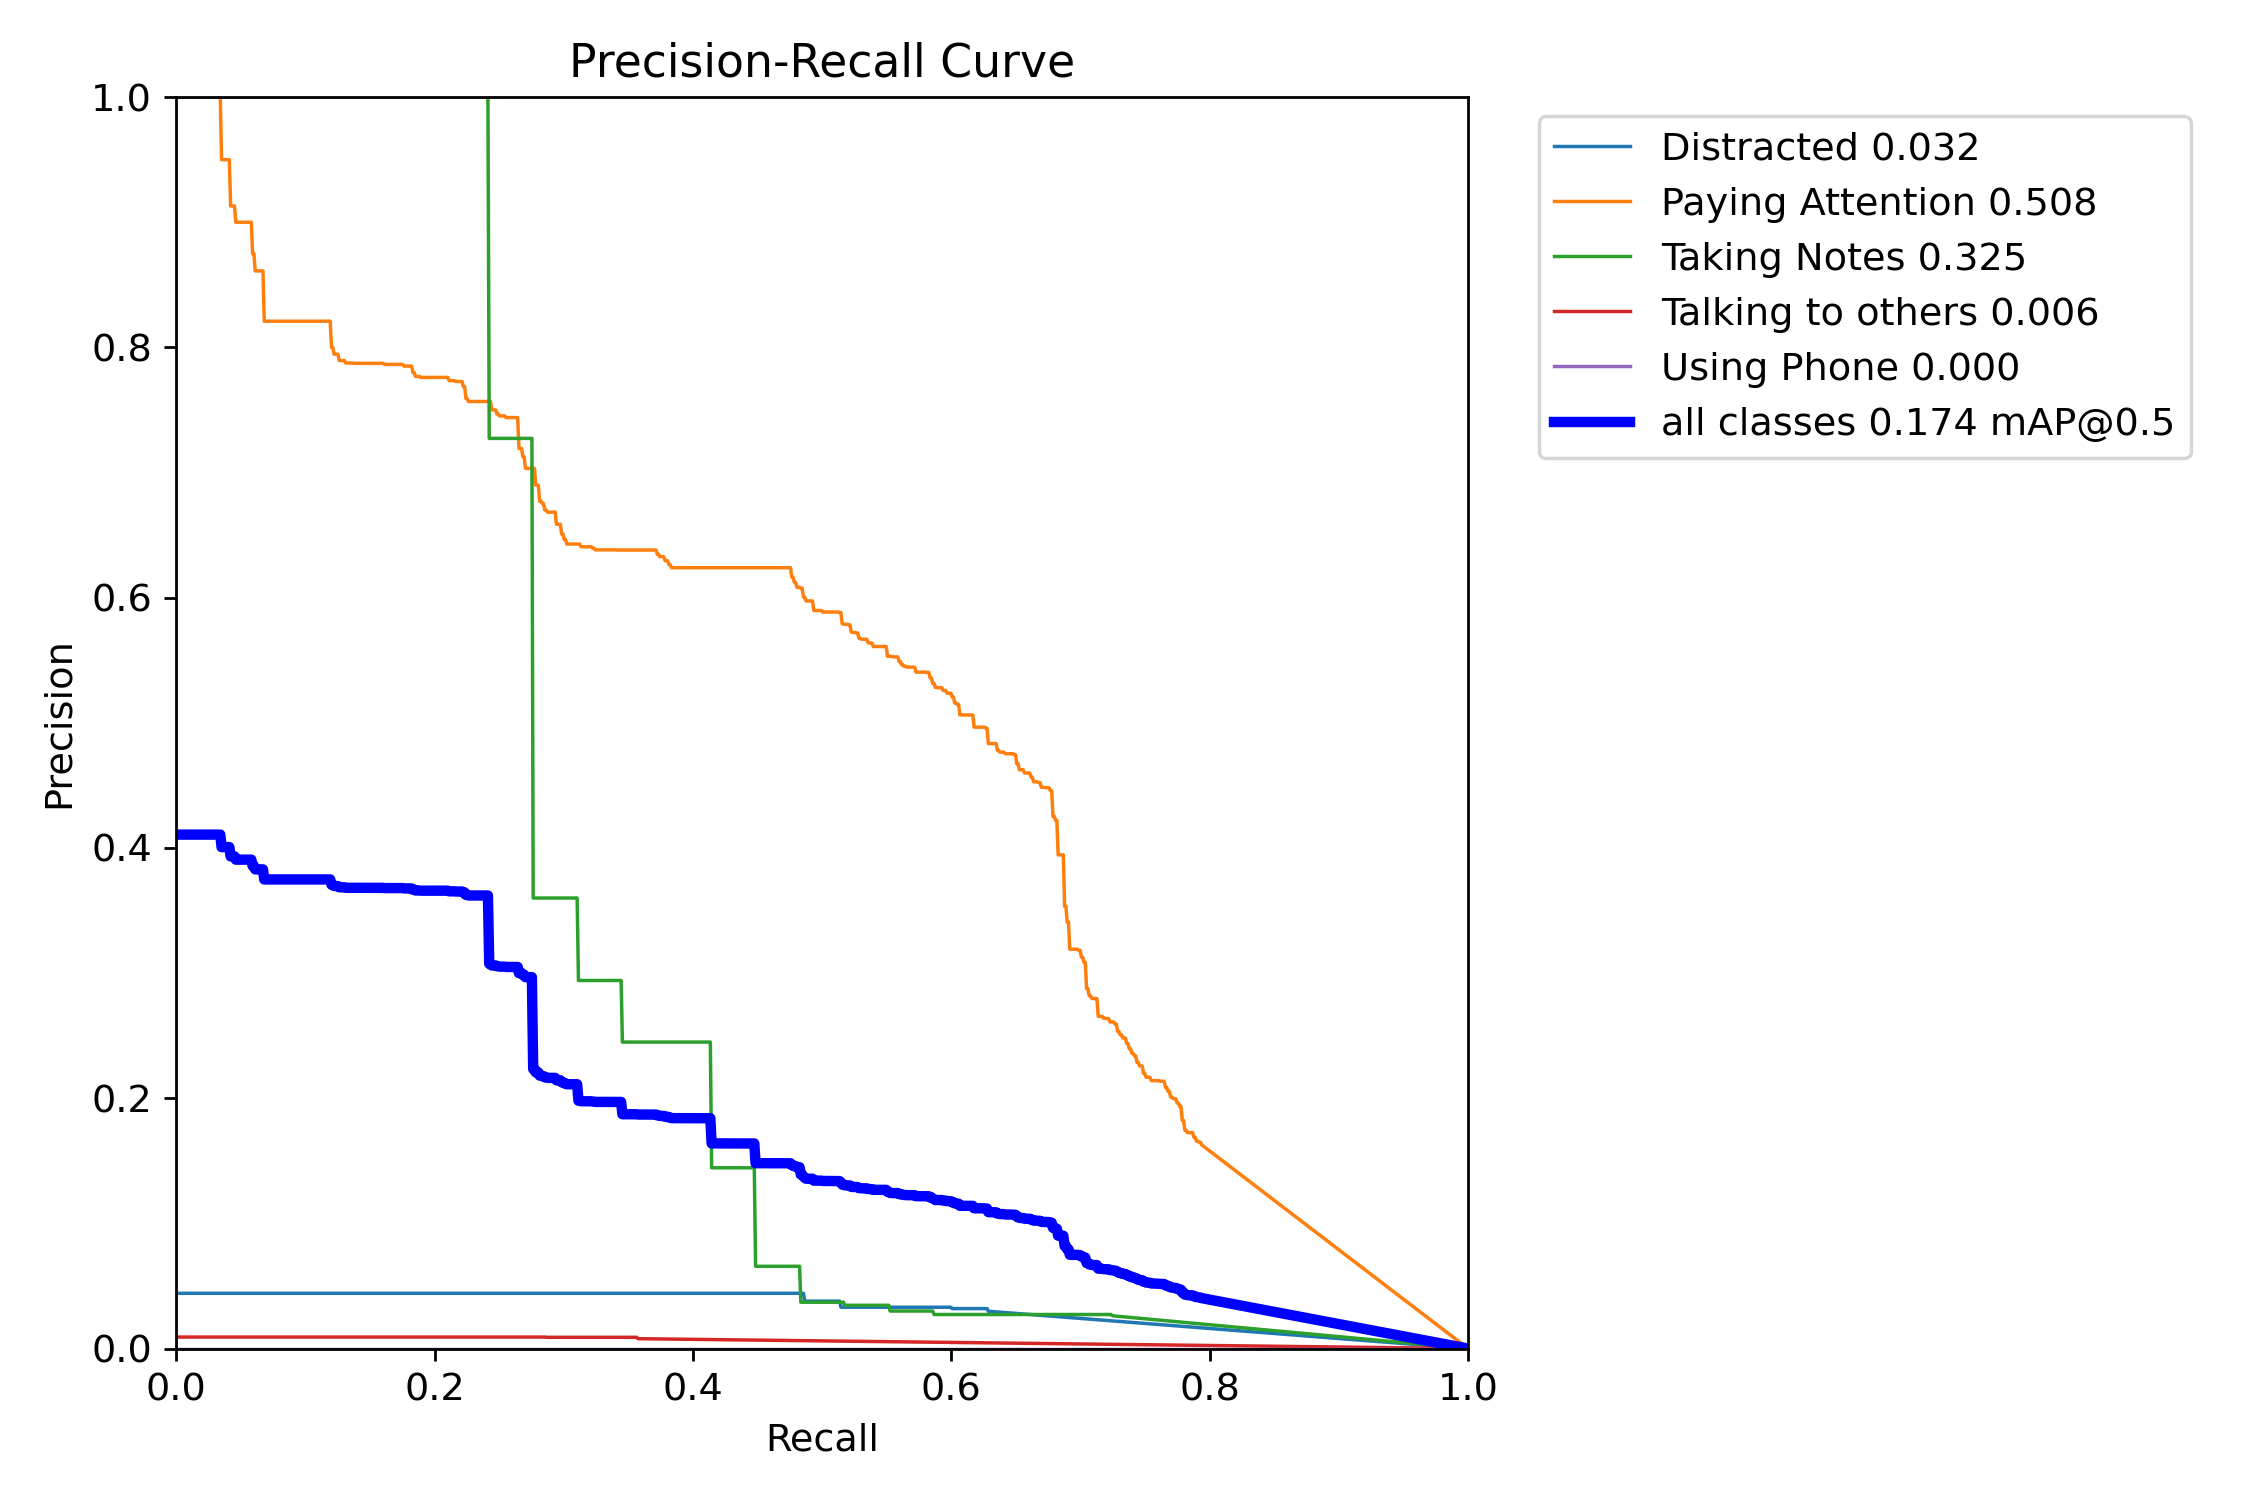 Precision-Recall Curve
1.0
0.8
0.6
0.4
0.2
0.0
Precision
0.0 0.2 0.4 0.6 0.8 1.0
Recall
Distracted 0.032
Paying Attention 0.508
Taking Notes 0.325
Talking to others 0.006
Using Phone 0.000
all classes 0.174 mAP@0.5